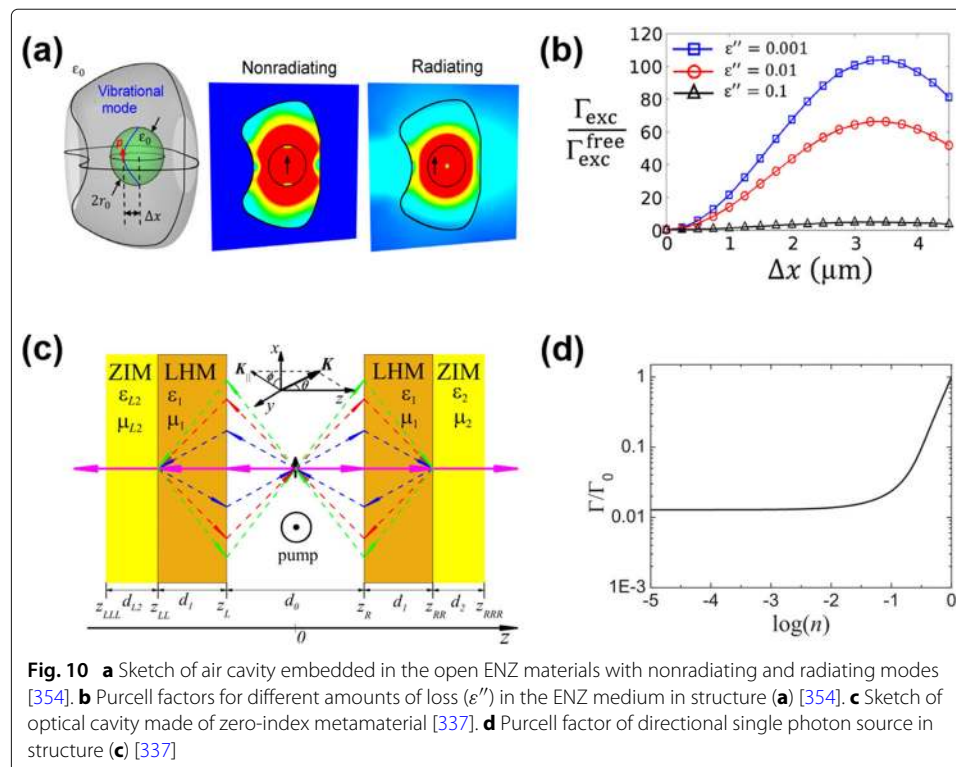 (a)
ε₀
Vibrational
mode
p
ε₀
2r₀
Δx
Nonradiating
Radiating
(b)
Γexc
Γexc^free
120
100
80
60
40
20
0
ε'' = 0.001
ε'' = 0.01
ε'' = 0.1
0 1 2 3 4
Δx (μm)
(c)
ZIM
εL2
μL2
LHM
ε1
μ1
x
K∥
ϕ
K
θ
y
z
pump
LHM
ε1
μ1
ZIM
ε2
μ2
zLLL dL2 zLL d1 zL d0 zR d1 zRR d2 zRRR
0 z
(d)
Γ/Γ₀
1
0.1
0.01
1E-3
-5 -4 -3 -2 -1 0
log(n)
Fig. 10 a Sketch of air cavity embedded in the open ENZ materials with nonradiating and radiating modes
[354]. b Purcell factors for different amounts of loss (ε'') in the ENZ medium in structure (a) [354]. c Sketch of
optical cavity made of zero-index metamaterial [337]. d Purcell factor of directional single photon source in
structure (c) [337]